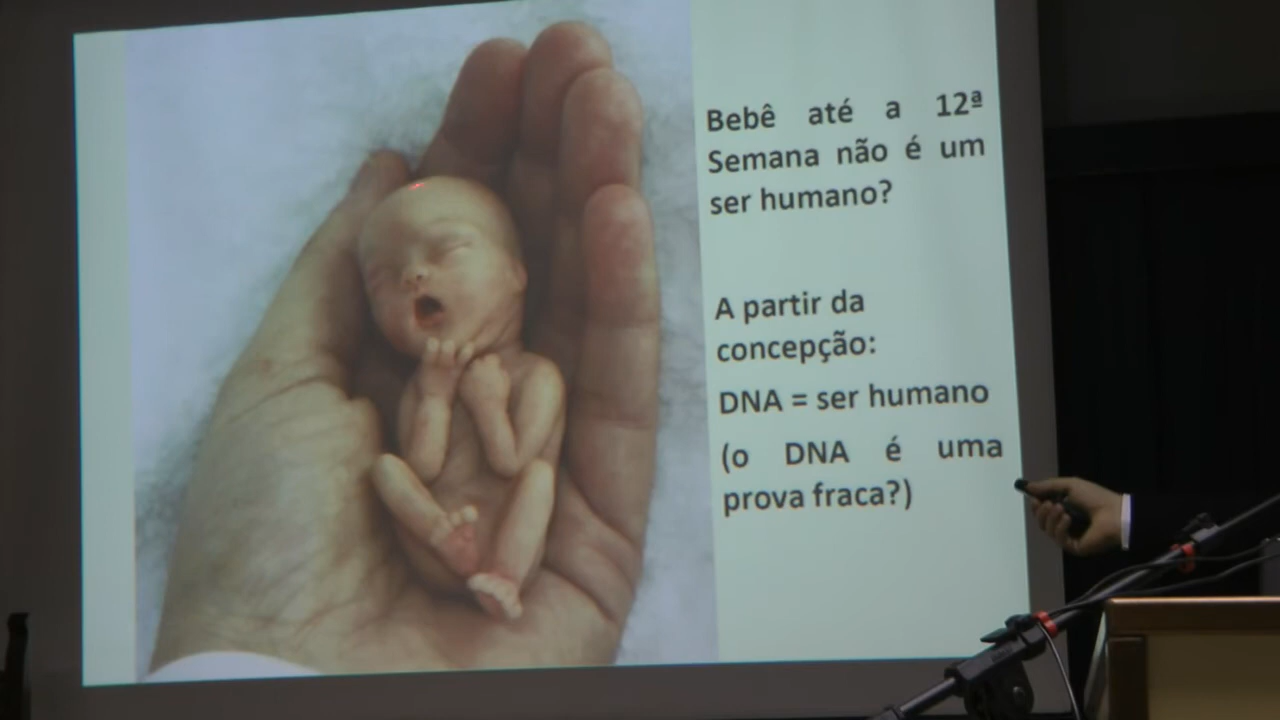 Bebê até a 12ª
Semana não é um
ser humano?
A partir da
concepção:
DNA = ser humano
(o DNA é uma
prova fraca?)